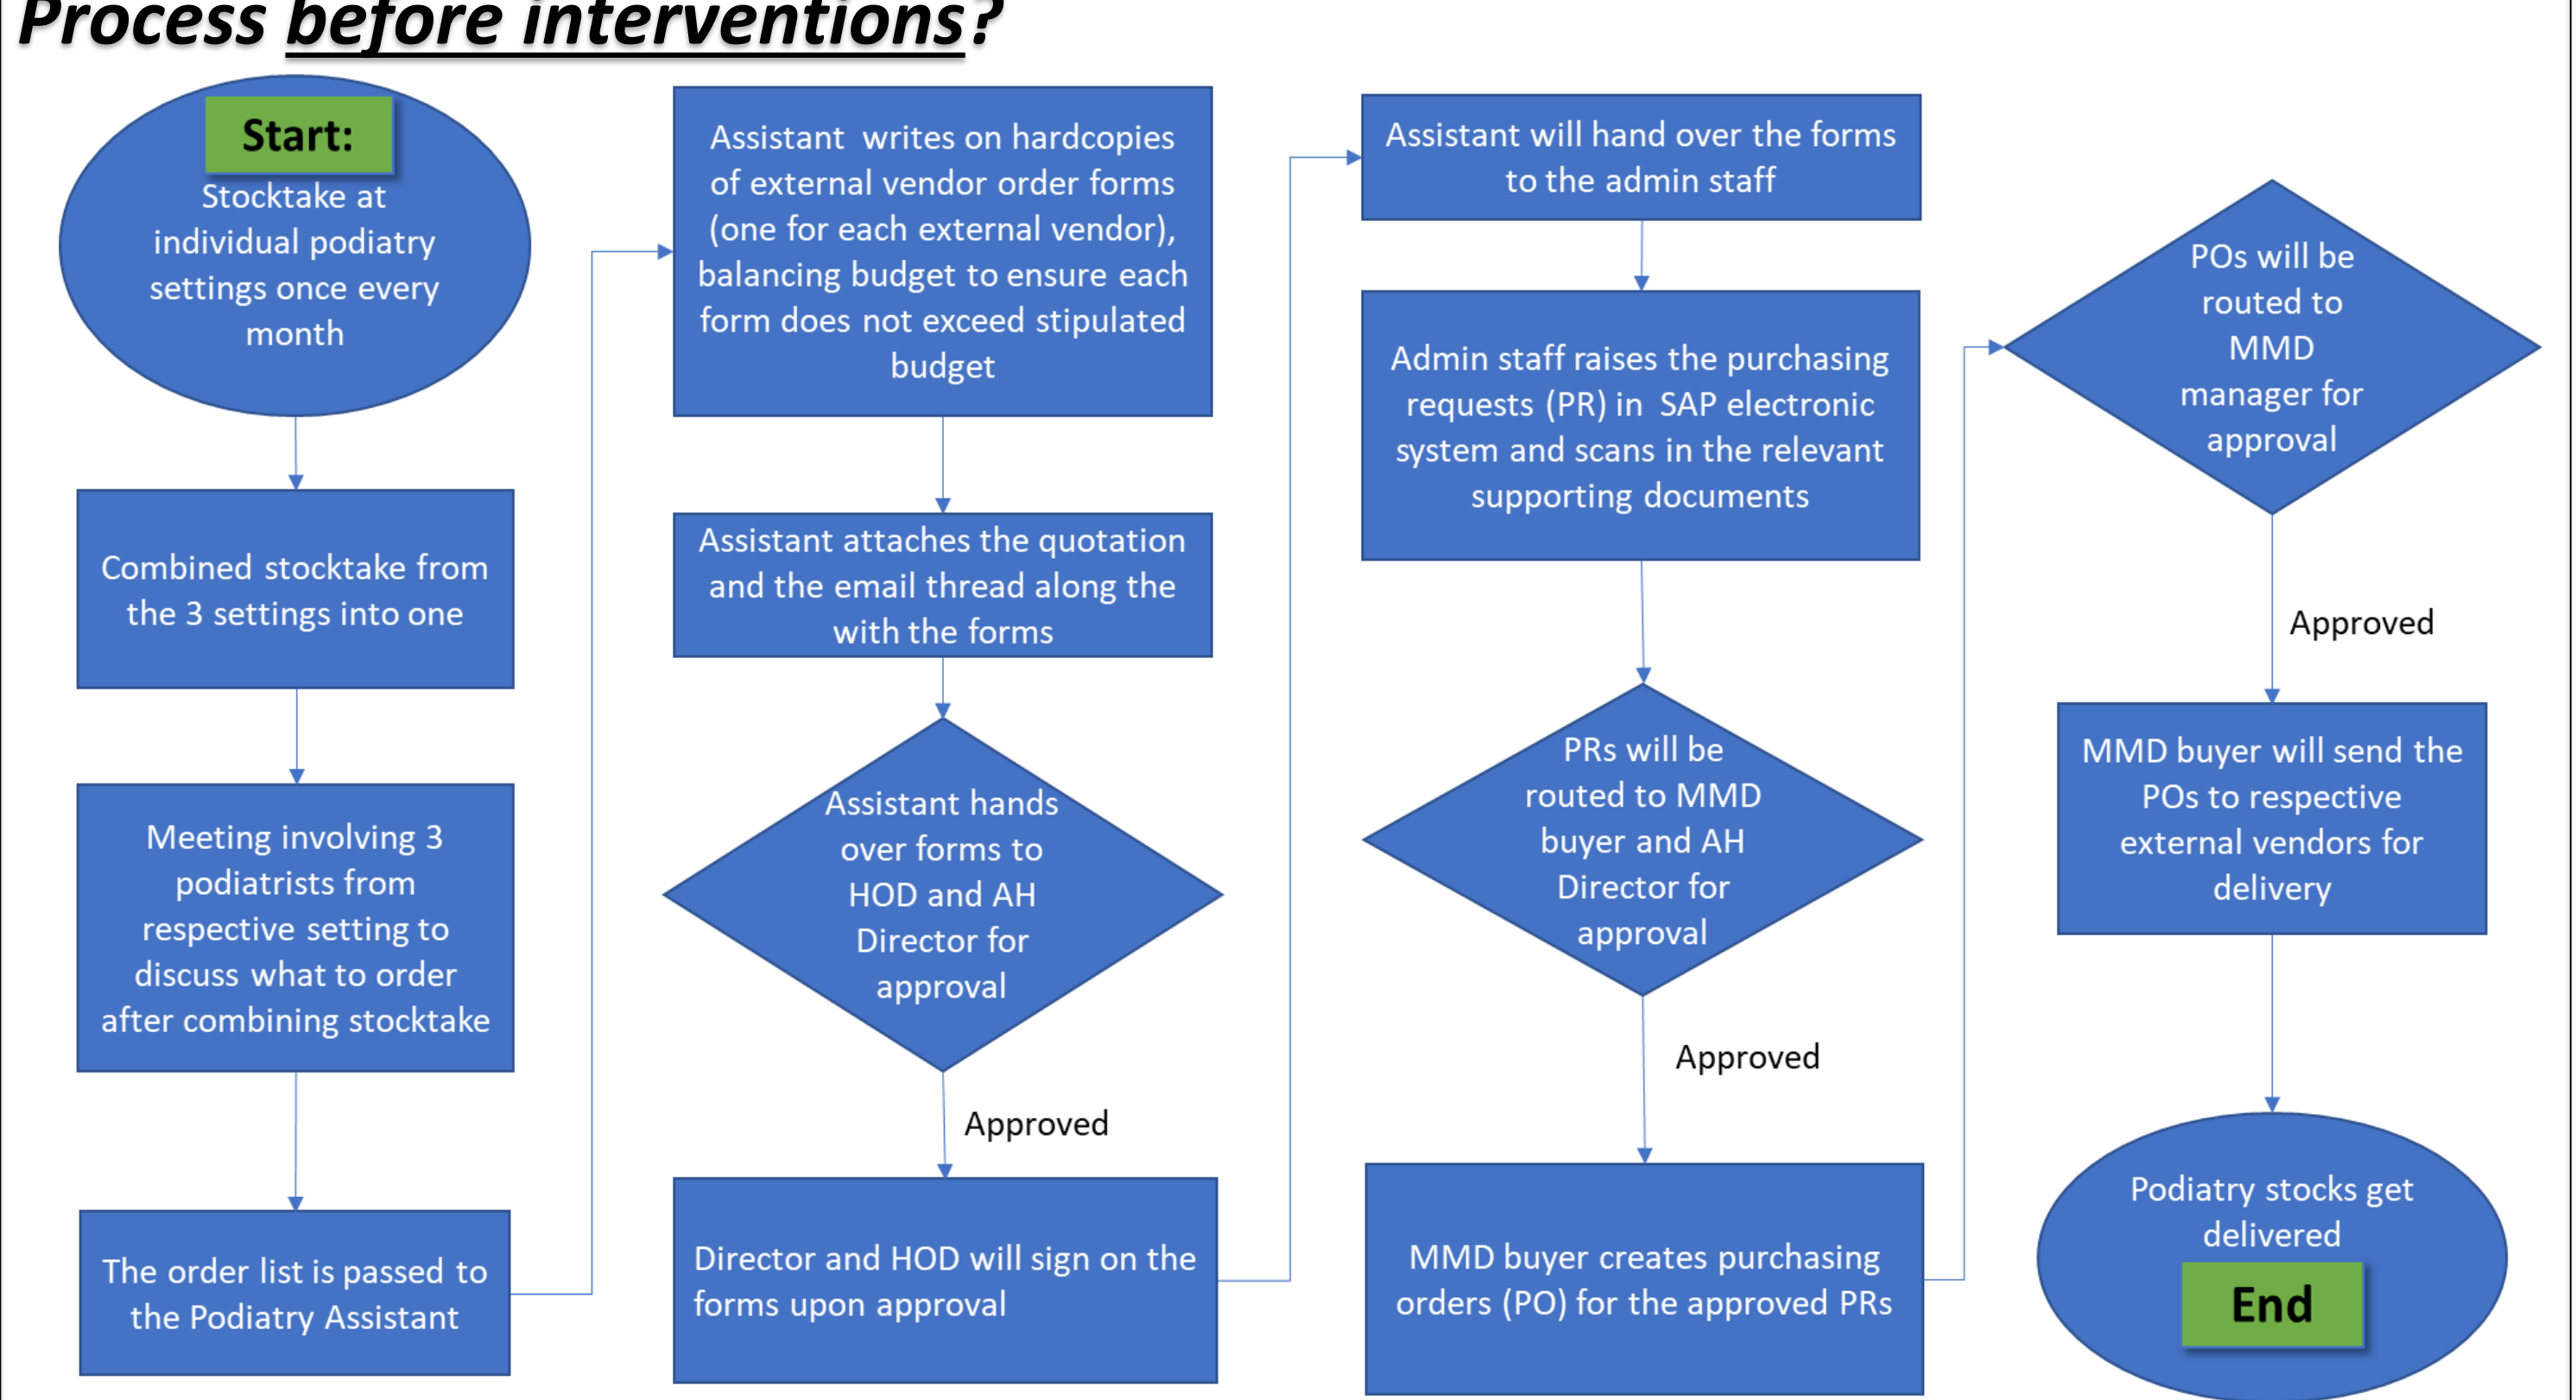 Process before interventions?
Start:
Stocktake at
individual podiatry
settings once every
month
Combined stocktake from
the 3 settings into one
Meeting involving 3
podiatrists from
respective setting to
discuss what to order
after combining stocktake
The order list is passed to
the Podiatry Assistant
Assistant writes on hardcopies
of external vendor order forms
(one for each external vendor),
balancing budget to ensure each
form does not exceed stipulated
budget
Assistant attaches the quotation
and the email thread along the
with the forms
Assistant hands
over forms to
HOD and AH
Director for
approval
Approved
Director and HOD will sign on the
forms upon approval
Assistant will hand over the forms
to the admin staff
Admin staff raises the purchasing
requests (PR) in SAP electronic
system and scans in the relevant
supporting documents
PRs will be
routed to MMD
buyer and AH
Director for
approval
Approved
MMD buyer creates purchasing
orders (PO) for the approved PRs
POs will be
routed to
MMD
manager for
approval
Approved
MMD buyer will send the
POs to respective
external vendors for
delivery
Podiatry stocks get
delivered
End